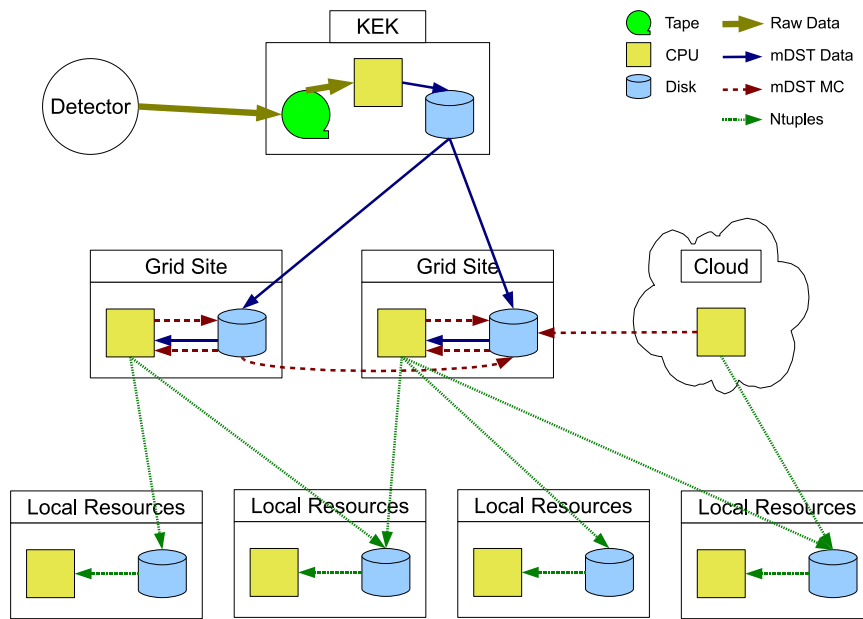 KEK
Tape
Raw Data
CPU
mDST Data
Disk
mDST MC
Ntuples
Detector
Grid Site
Grid Site
Cloud
Local Resources
Local Resources
Local Resources
Local Resources